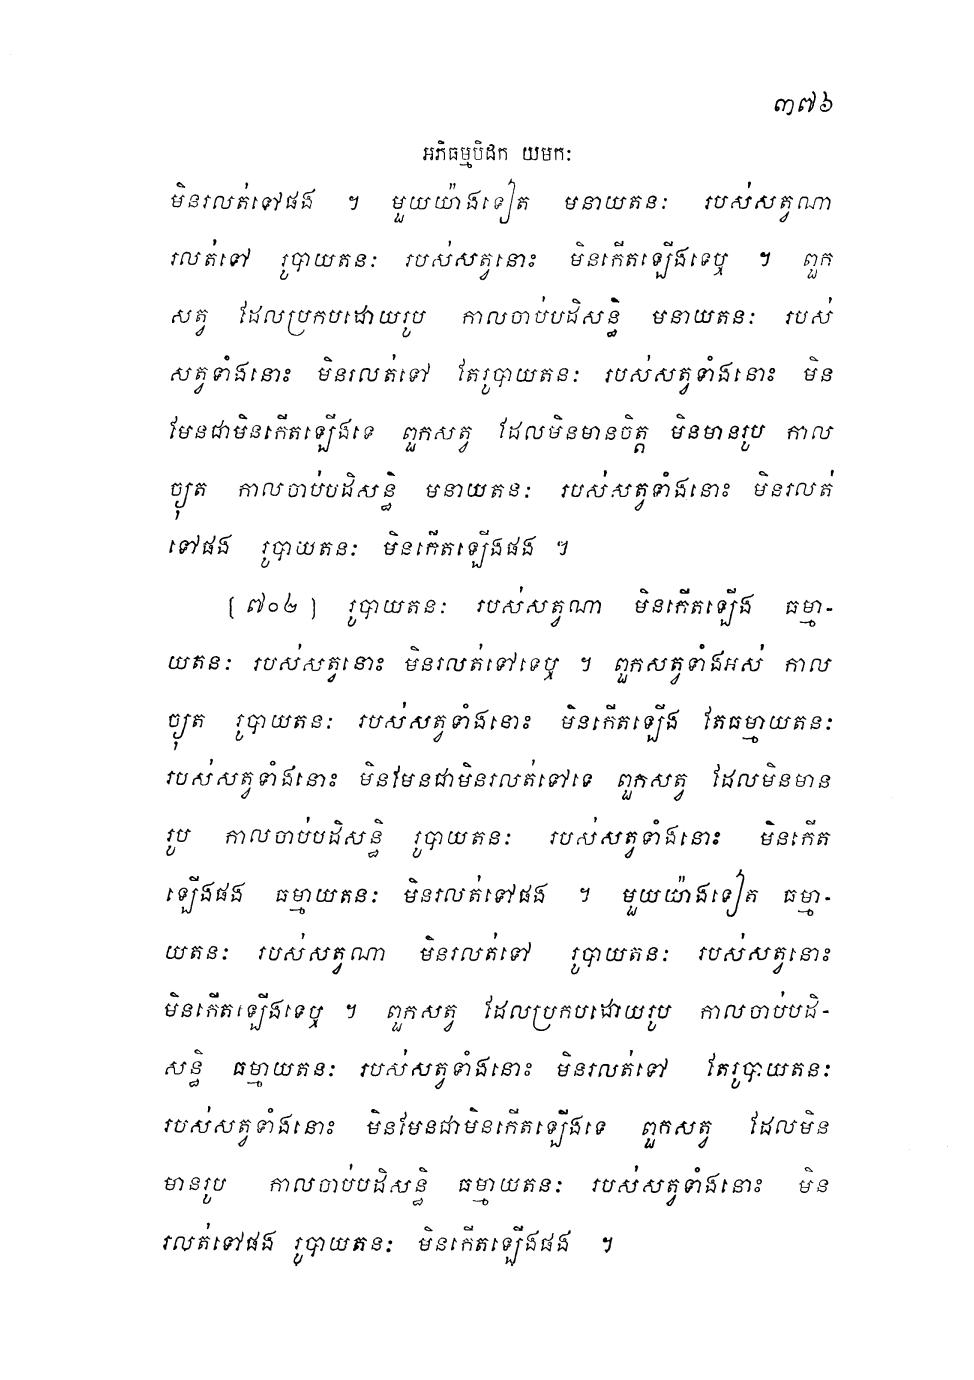 ៣៧៦
អភិធម្មបិដក យមកៈ
មិនរលត់ទៅផង ។ មួយយ៉ាងទៀត មនាយតនៈ របស់សត្វណា
រលត់ទៅ រូបាយតនៈ របស់សត្វនោះ មិនកើតឡើងទេឬ ។ ពួក
សត្វ ដែលប្រកបដោយរូប កាលចាប់បដិសន្ធិ មនាយតនៈ របស់
សត្វទាំងនោះ មិនរលត់ទៅ តែរូបាយតនៈ របស់សត្វទាំងនោះ មិន
មែនជាមិនកើតឡើងទេ ពួកសត្វ ដែលមិនមានចិត្ត មិនមានរូប កាល
ច្យុត កាលចាប់បដិសន្ធិ មនាយតនៈ របស់សត្វទាំងនោះ មិនរលត់
ទៅផង រូបាយតនៈ មិនកើតឡើងផង ។
[៧០៤] រូបាយតនៈ របស់សត្វណា មិនកើតឡើង ធម្មា-
យតនៈ របស់សត្វនោះ មិនរលត់ទៅទេឬ ។ ពួកសត្វទាំងអស់ កាល
ច្យុត រូបាយតនៈ របស់សត្វទាំងនោះ មិនកើតឡើង តែធម្មាយតនៈ
របស់សត្វទាំងនោះ មិនមែនជាមិនរលត់ទៅទេ ពួកសត្វ ដែលមិនមាន
រូប កាលចាប់បដិសន្ធិ រូបាយតនៈ របស់សត្វទាំងនោះ មិនកើត
ឡើងផង ធម្មាយតនៈ មិនរលត់ទៅផង ។ មួយយ៉ាងទៀត ធម្មា-
យតនៈ របស់សត្វណា មិនរលត់ទៅ រូបាយតនៈ របស់សត្វនោះ
មិនកើតឡើងទេឬ ។ ពួកសត្វ ដែលប្រកបដោយរូប កាលចាប់បដិ-
សន្ធិ ធម្មាយតនៈ របស់សត្វទាំងនោះ មិនរលត់ទៅ តែរូបាយតនៈ
របស់សត្វទាំងនោះ មិនមែនជាមិនកើតឡើងទេ ពួកសត្វ ដែលមិន
មានរូប កាលចាប់បដិសន្ធិ ធម្មាយតនៈ របស់សត្វទាំងនោះ មិន
រលត់ទៅផង រូបាយតនៈ មិនកើតឡើងផង ។